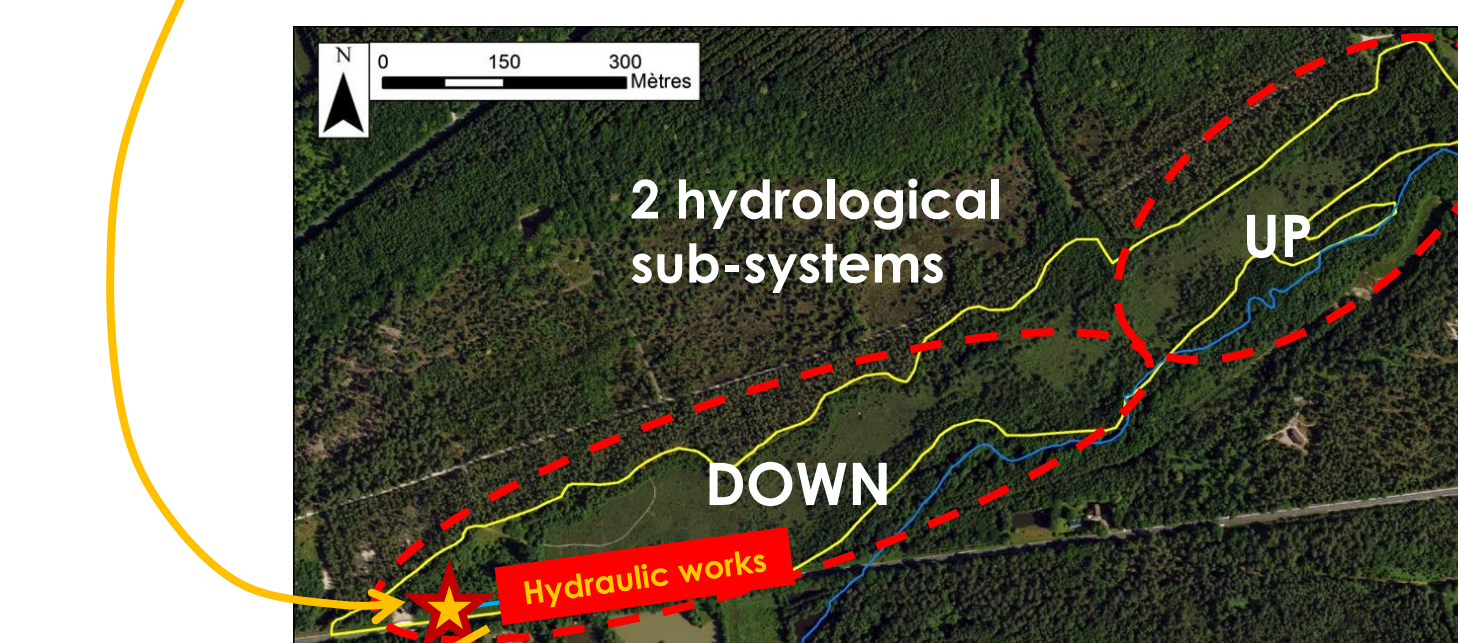 N
0 150 300
Mètres
2 hydrological
sub-systems
UP
DOWN
Hydraulic works